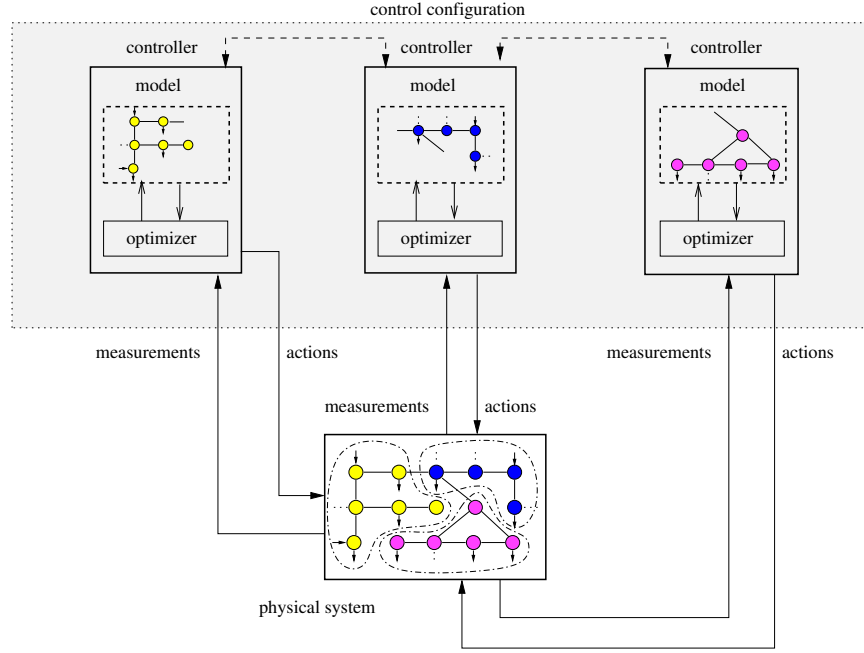 control configuration
controller
controller
controller
model
model
model
optimizer
optimizer
optimizer
measurements
actions
measurements
actions
measurements
actions
physical system